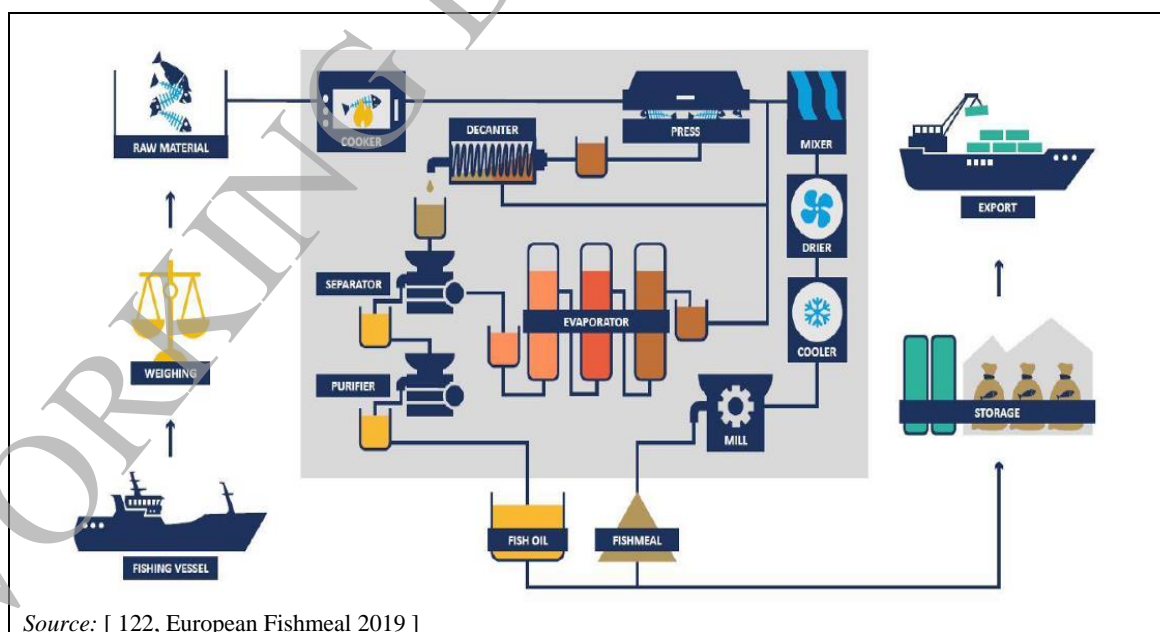 RAW MATERIAL
COOKER
DECANTER
PRESS
MIXER
EXPORT
DRIER
SEPARATOR
EVAPORATOR
COOLER
WEIGHING
PURIFIER
MILL
STORAGE
FISH OIL
FISHMEAL
FISHING VESSEL
Source: [ 122, European Fishmeal 2019 ]
WORKING